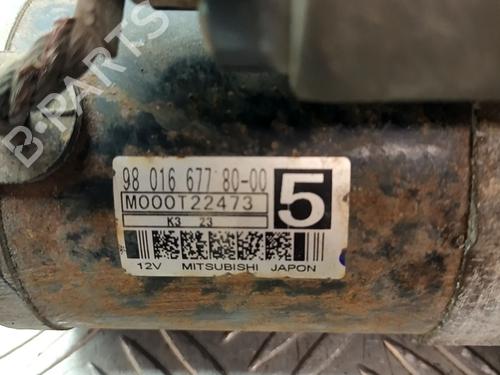 B-PARTS
98 016 677 80-00
M000T22473
5
K3 23
12V MITSUBISHI JAPON